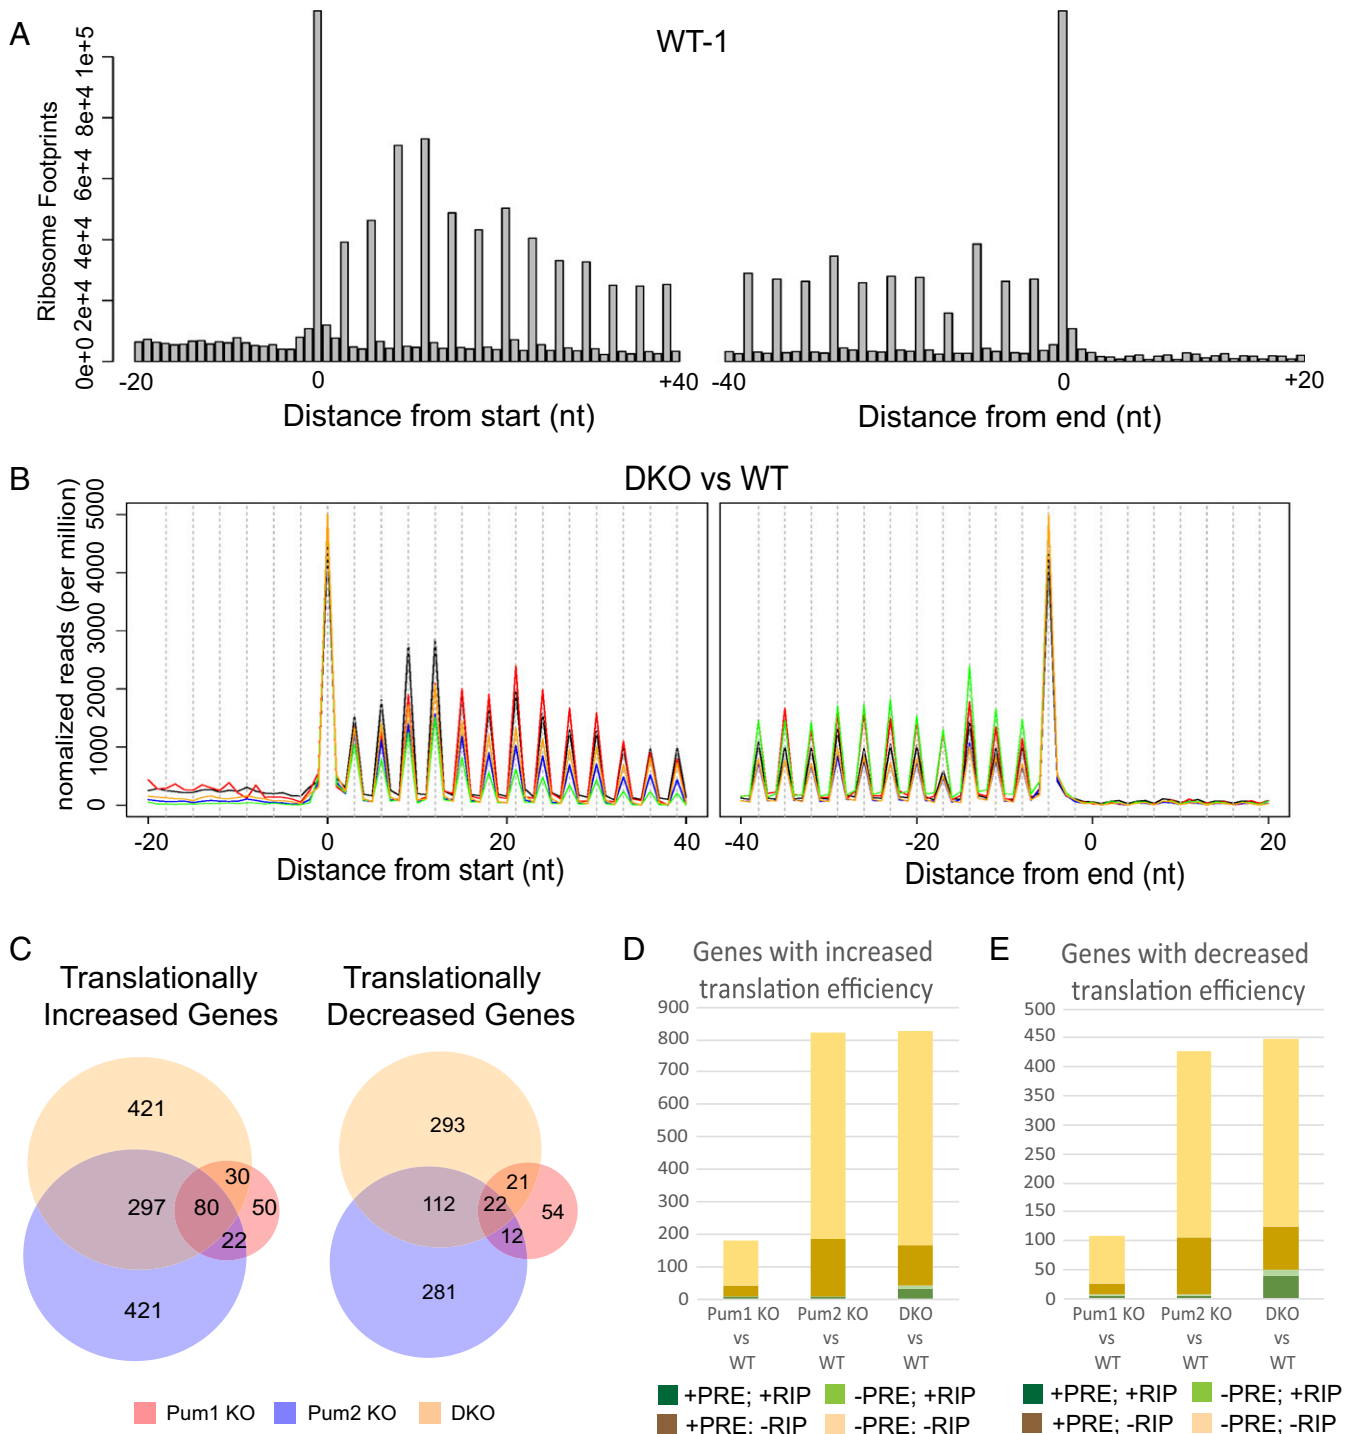 A
WT-1
Ribosome Footprints
0e+0 2e+4 4e+4 6e+4 8e+4 1e+5
-20 0 +40
Distance from start (nt)
-40 0 +20
Distance from end (nt)
B
DKO vs WT
nomalized reads (per million)
0 1000 2000 3000 4000 5000
-20 0 20 40
Distance from start (nt)
-40 -20 0 20
Distance from end (nt)
C
Translationally
Increased Genes
421
30
297 80 50
22
421
Translationally
Decreased Genes
293
21
112 22 54
12
281
Pum1 KO Pum2 KO DKO
D
Genes with increased
translation efficiency
900
800
700
600
500
400
300
200
100
0
Pum1 KO Pum2 KO DKO
vs vs vs
WT WT WT
+PRE; +RIP -PRE; +RIP
+PRE; -RIP -PRE; -RIP
E
Genes with decreased
translation efficiency
500
450
400
350
300
250
200
150
100
50
0
Pum1 KO Pum2 KO DKO
vs vs vs
WT WT WT
+PRE; +RIP -PRE; +RIP
+PRE; -RIP -PRE; -RIP